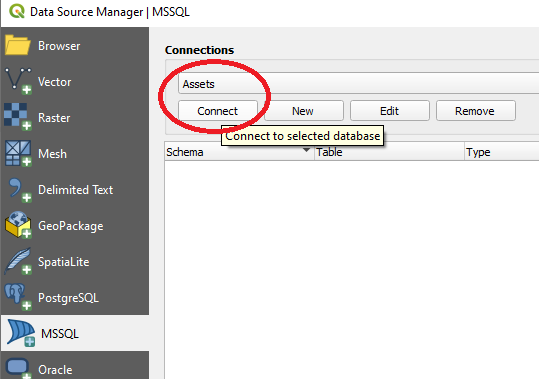 Data Source Manager | MSSQL
Browser
Vector
Raster
Mesh
Delimited Text
GeoPackage
SpatiaLite
PostgreSQL
MSSQL
Oracle
Connections
Assets
Connect New Edit Remove
Connect to selected database
Schema Table Type